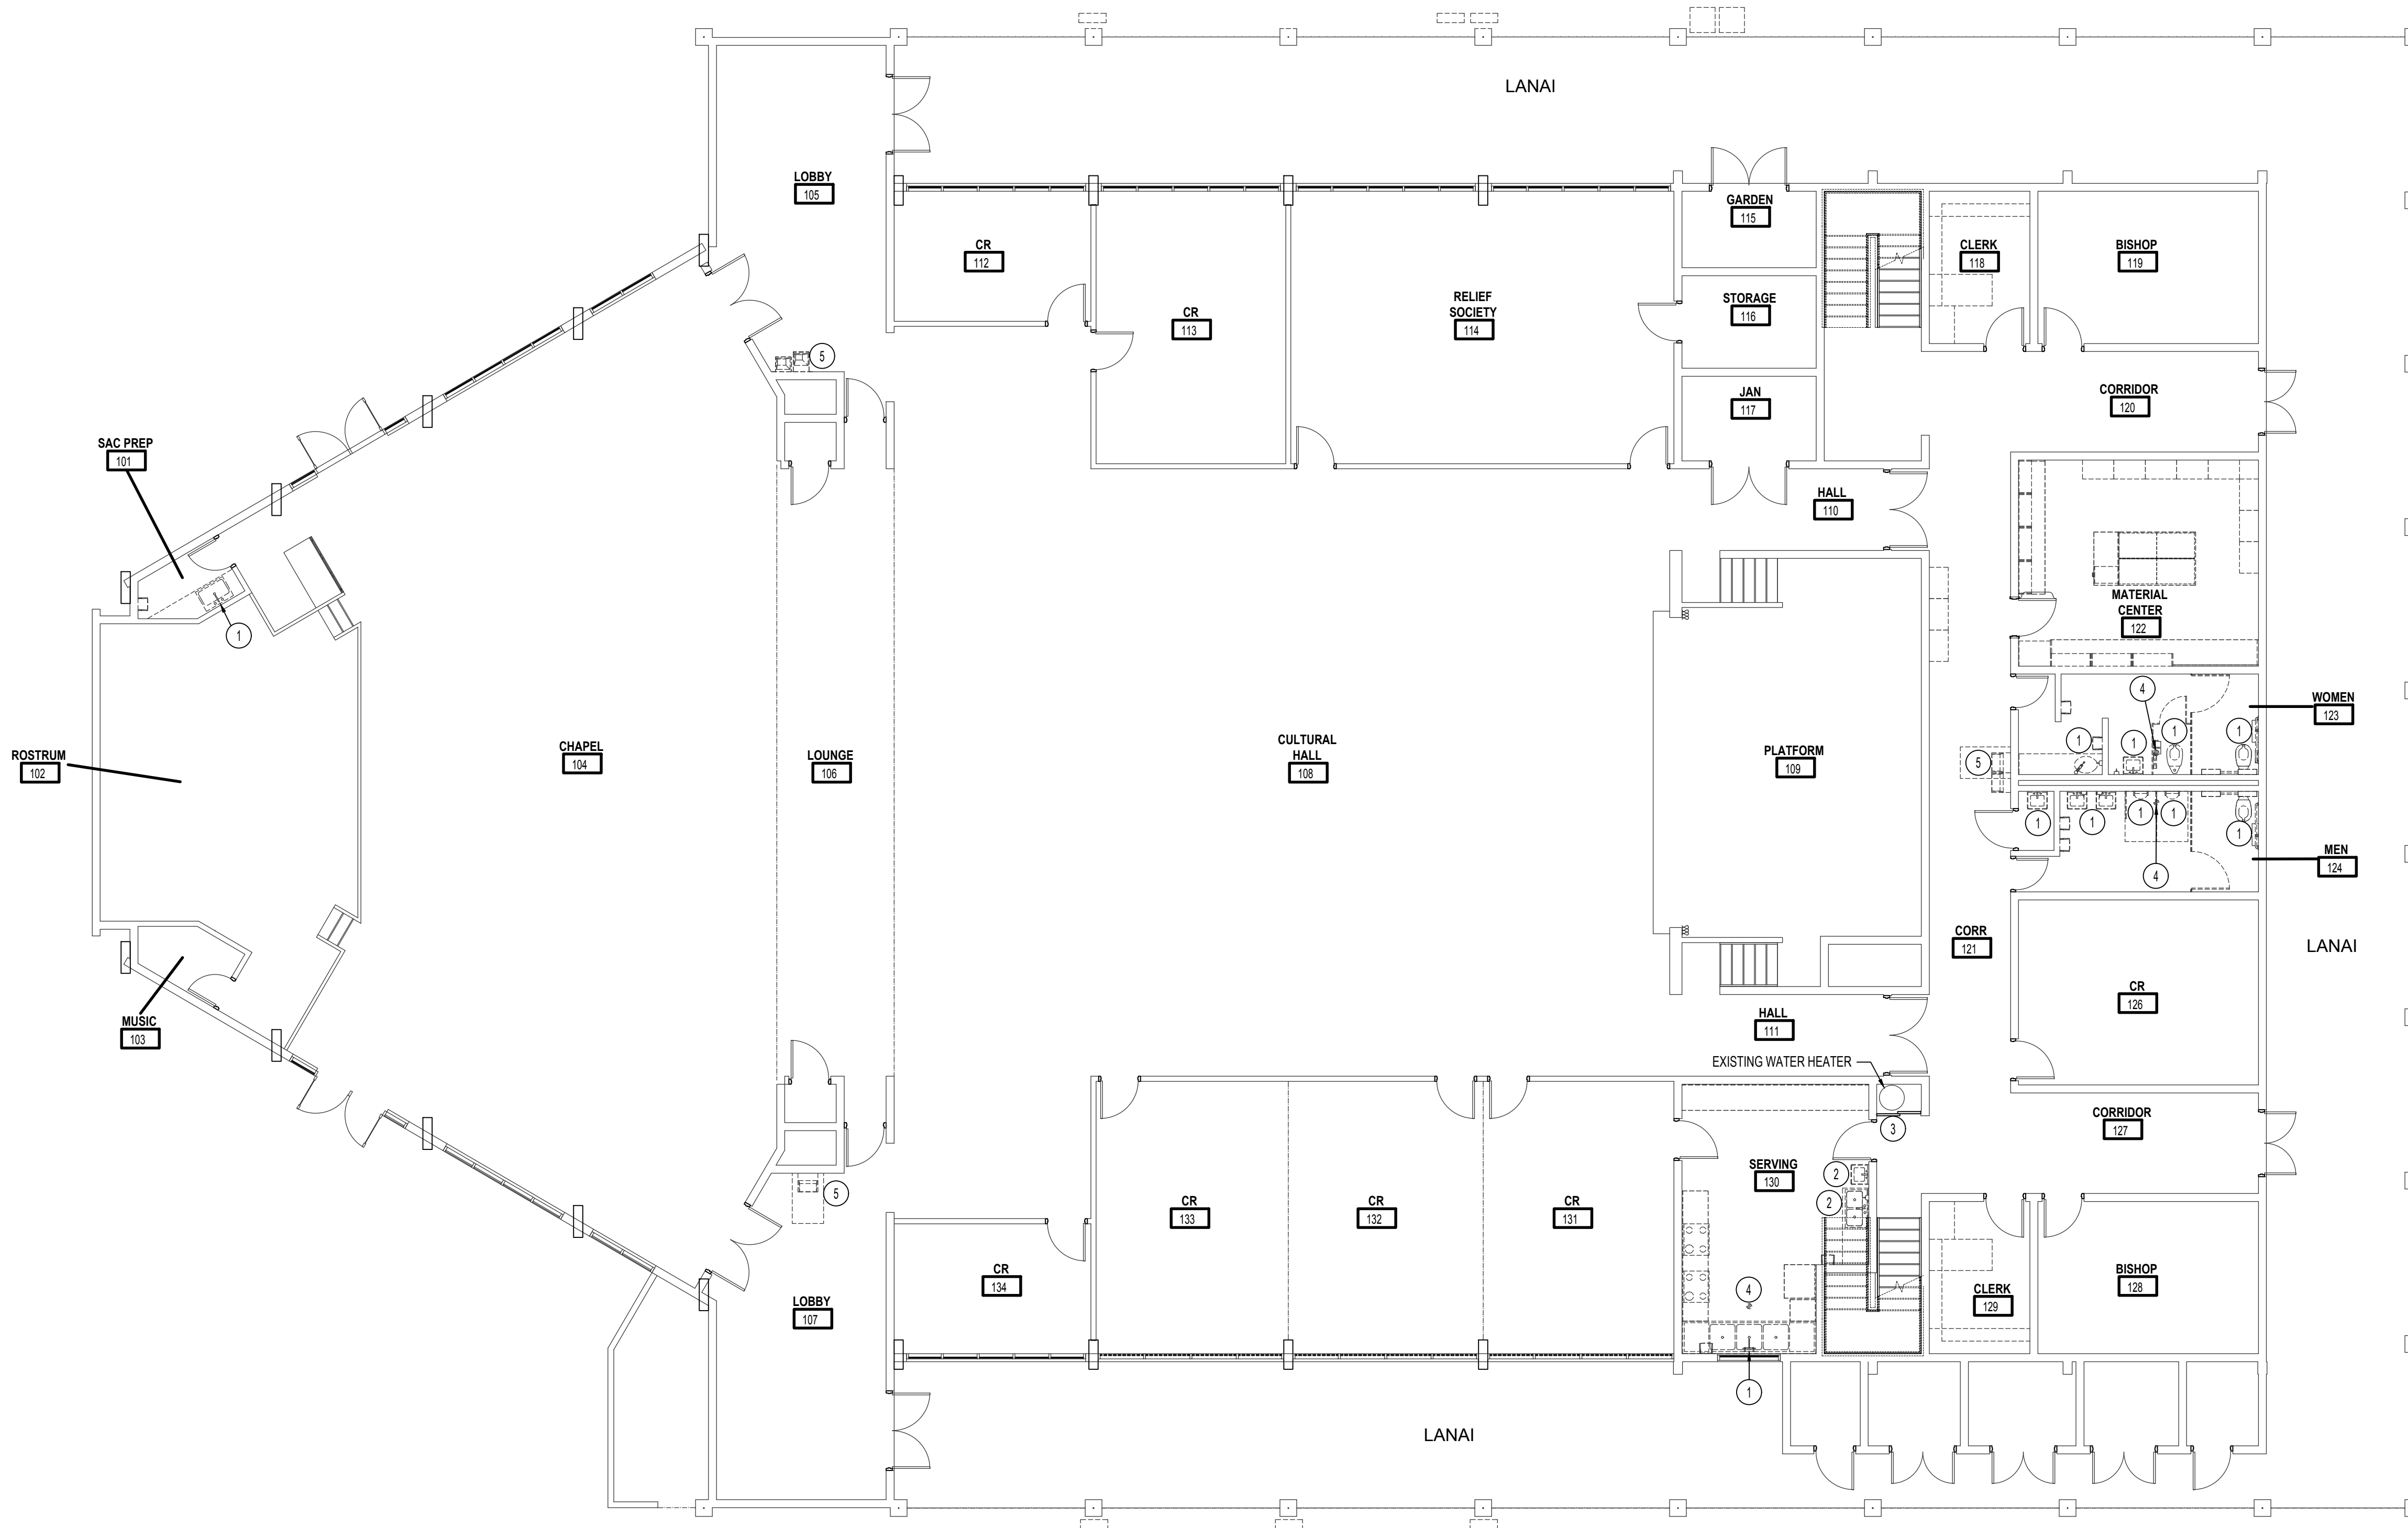 LANAI
LOBBY
105
CR
112
CR
113
RELIEF
SOCIETY
114
GARDEN
115
STORAGE
116
JAN
117
CLERK
118
BISHOP
119
CORRIDOR
120
5
SAC PREP
101
1
HALL
110
MATERIAL
CENTER
122
WOMEN
123
4
1
1
1
1
ROSTRUM
102
CHAPEL
104
LOUNGE
106
CULTURAL
HALL
108
PLATFORM
109
5
1
1
1
1
1
4
MEN
124
CORR
121
LANAI
MUSIC
103
CR
126
HALL
111
EXISTING WATER HEATER
3
CORRIDOR
127
5
CR
133
CR
132
CR
131
SERVING
130
2
2
CR
134
LOBBY
107
4
CLERK
129
BISHOP
128
1
LANAI